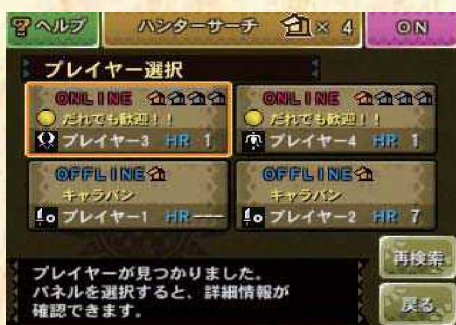 ヘルプ ハンターサーチ × 4 ON
プレイヤー選択
ONLINE ONLINE
だれでも歓迎！！ だれでも歓迎！！
プレイヤー3 HR 1 プレイヤー4 HR 1
OFFLINE OFFLINE
キャラバン キャラバン
プレイヤー1 HR--- プレイヤー2 HR 7
再検索
プレイヤーが見つかりました。
パネルを選択すると、詳細情報が
確認できます。
戻る